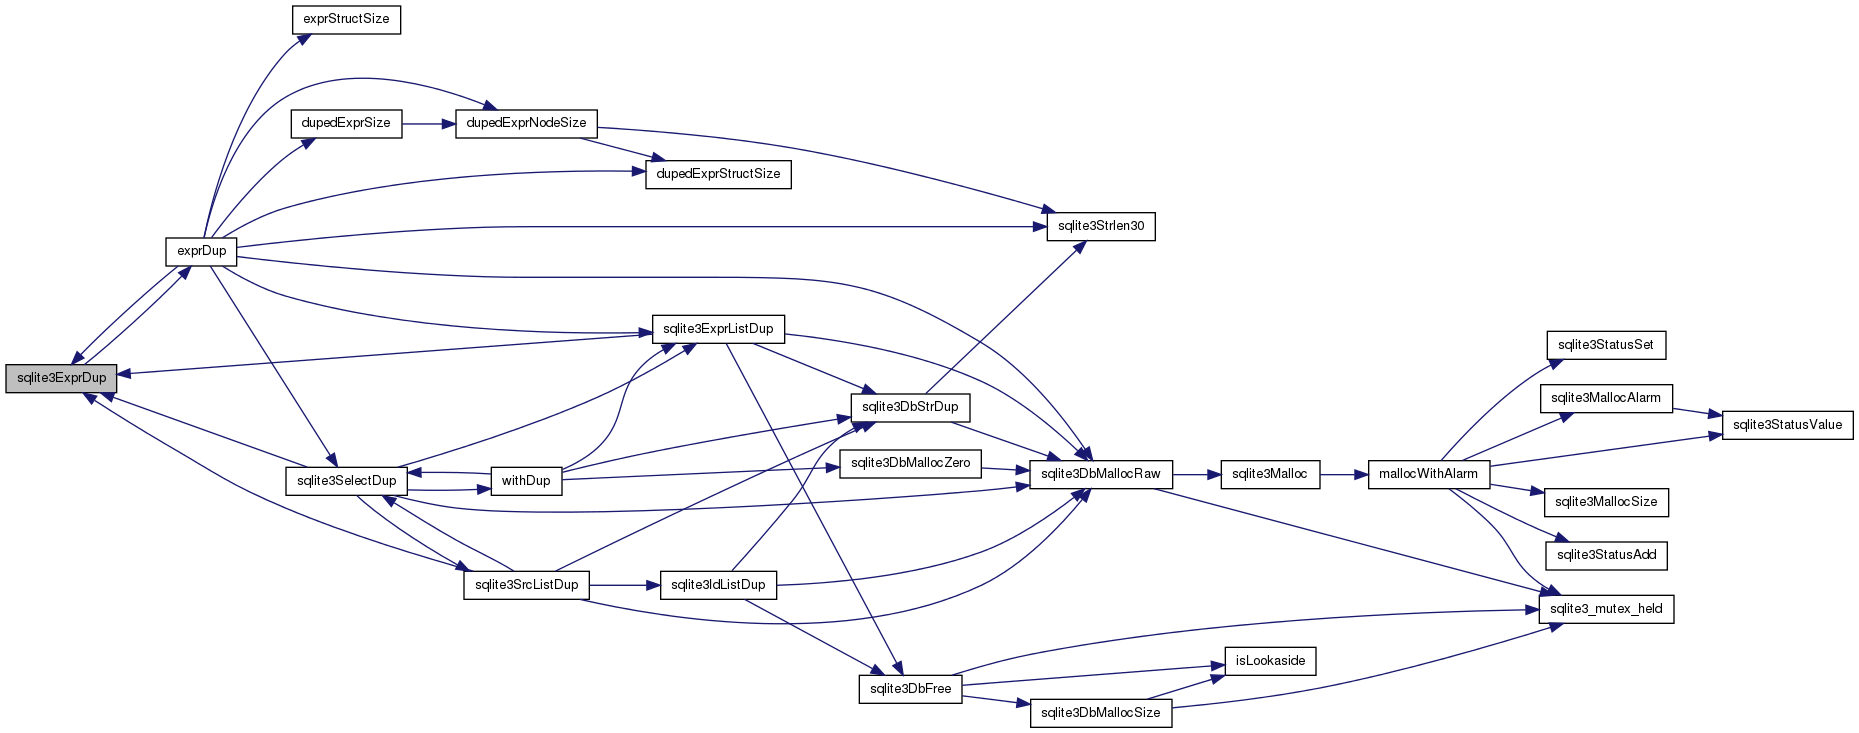 exprStructSize
dupedExprSize
dupedExprNodeSize
dupedExprStructSize
sqlite3Strlen30
exprDup
sqlite3ExprListDup
sqlite3StatusSet
sqlite3ExprDup
sqlite3MallocAlarm
sqlite3DbStrDup
sqlite3StatusValue
sqlite3DbMallocZero
sqlite3DbMallocRaw
sqlite3Malloc
mallocWithAlarm
sqlite3SelectDup
withDup
sqlite3MallocSize
sqlite3StatusAdd
sqlite3SrcListDup
sqlite3IdListDup
sqlite3_mutex_held
isLookaside
sqlite3DbFree
sqlite3DbMallocSize